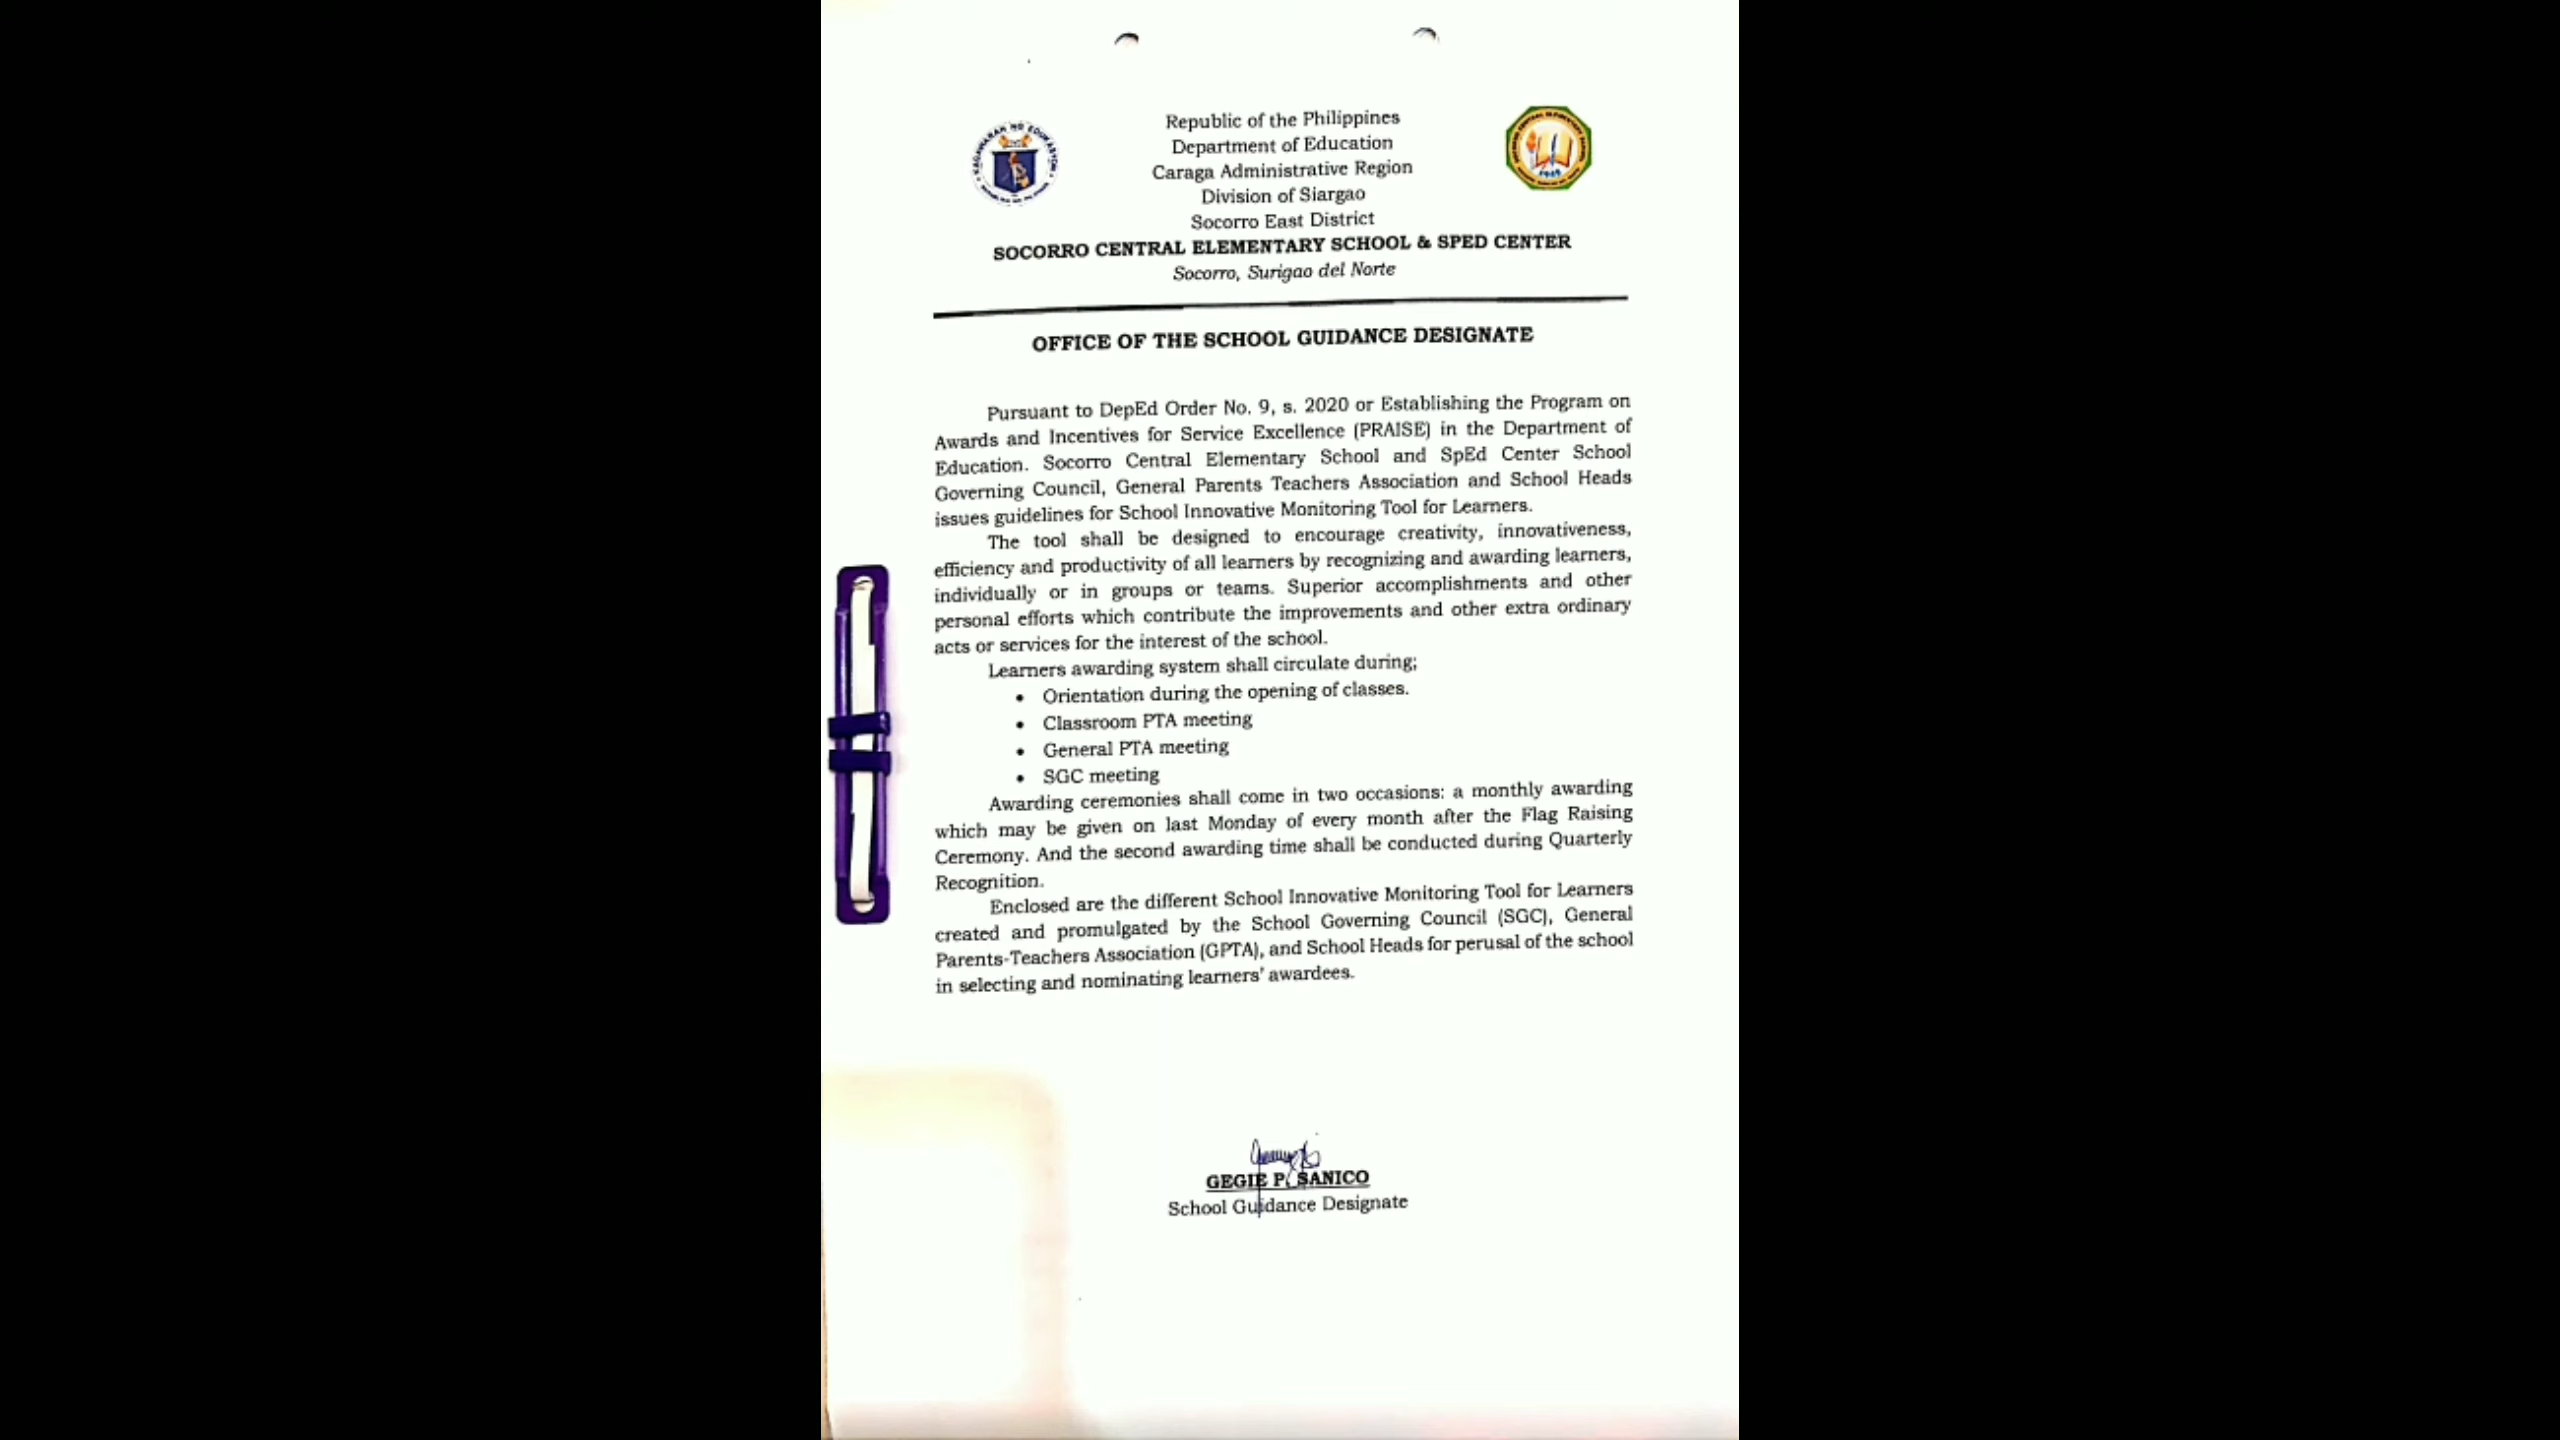 Republic of the Philippines
Department of Education
Caraga Administrative Region
Division of Siargao
Socorro East District
SOCORRO CENTRAL ELEMENTARY SCHOOL & SPED CENTER
Socorro, Surigao del Norte
OFFICE OF THE SCHOOL GUIDANCE DESIGNATE
Pursuant to DepEd Order No. 9, s. 2020 or Establishing the Program on
Awards and Incentives for Service Excellence (PRAISE) in the Department of
Education. Socorro Central Elementary School and SpEd Center School
Governing Council, General Parents Teachers Association and School Heads
issues guidelines for School Innovative Monitoring Tool for Learners.
The tool shall be designed to encourage creativity, innovativeness,
efficiency and productivity of all learners by recognizing and awarding learners,
individually or in groups or teams. Superior accomplishments and other
personal efforts which contribute the improvements and other extra ordinary
acts or services for the interest of the school.
Learners awarding system shall circulate during;
• Orientation during the opening of classes.
• Classroom PTA meeting
• General PTA meeting
• SGC meeting
Awarding ceremonies shall come in two occasions: a monthly awarding
which may be given on last Monday of every month after the Flag Raising
Ceremony. And the second awarding time shall be conducted during Quarterly
Recognition.
Enclosed are the different School Innovative Monitoring Tool for Learners
created and promulgated by the School Governing Council (SGC), General
Parents-Teachers Association (GPTA), and School Heads for perusal of the school
in selecting and nominating learners' awardees.
GEGIE P. SANICO
School Guidance Designate